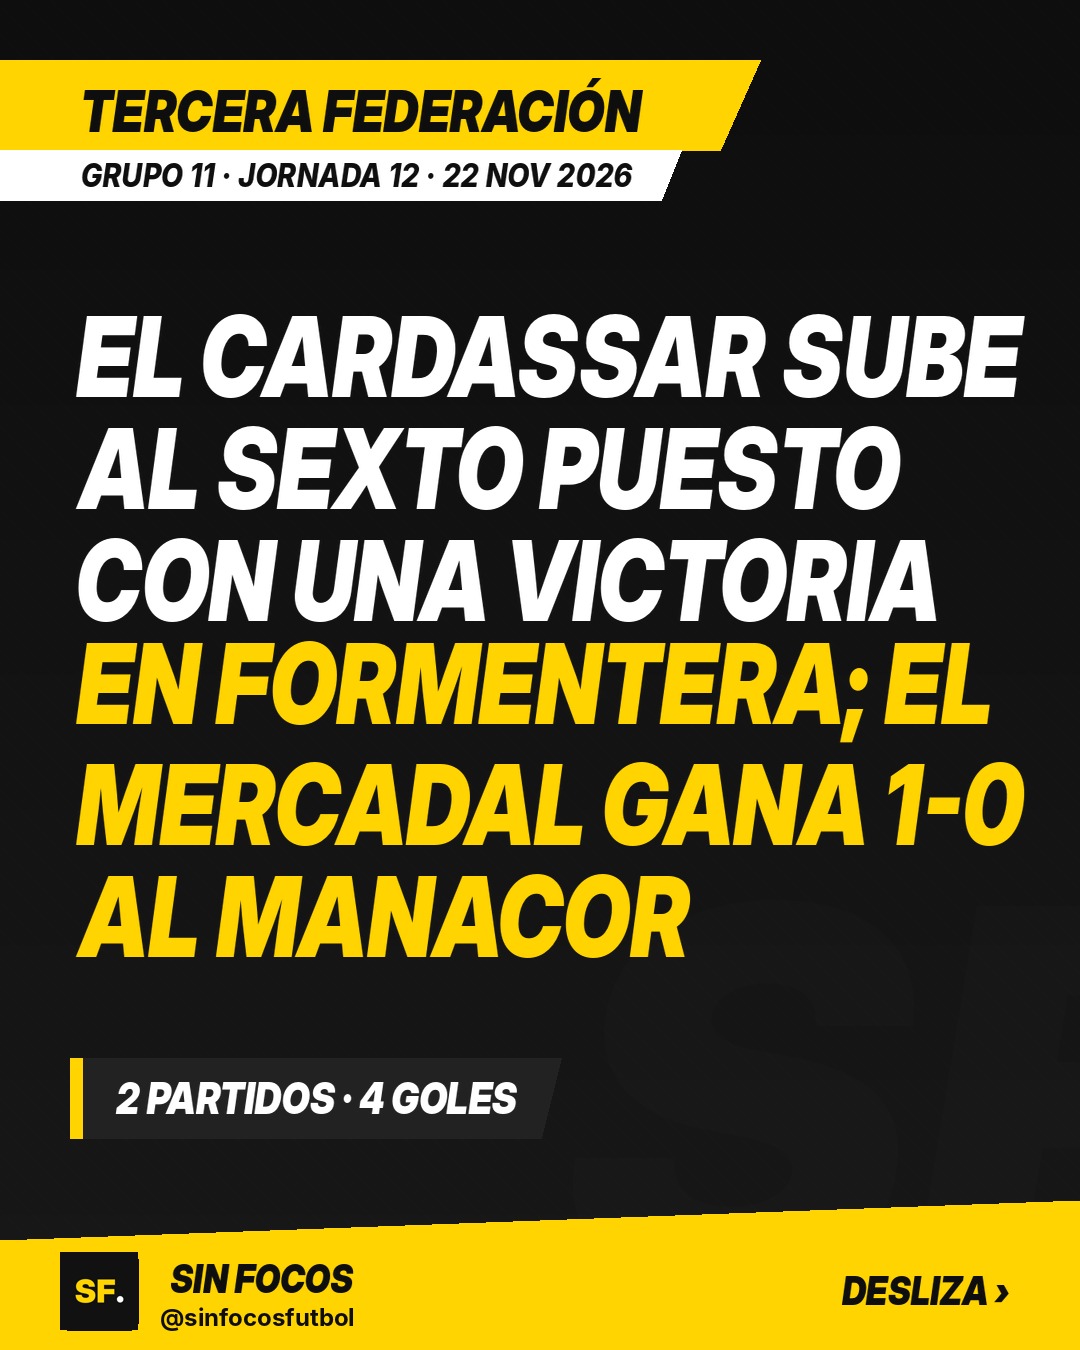 TERCERA FEDERACIÓN
GRUPO 11 · JORNADA 12 · 22 NOV 2026
EL CARDASSAR SUBE
AL SEXTO PUESTO
CON UNA VICTORIA
EN FORMENTERA; EL
MERCADAL GANA 1-0
AL MANACOR
2 PARTIDOS · 4 GOLES
SF.
SIN FOCOS
@sinfocosfutbol
DESLIZA ›